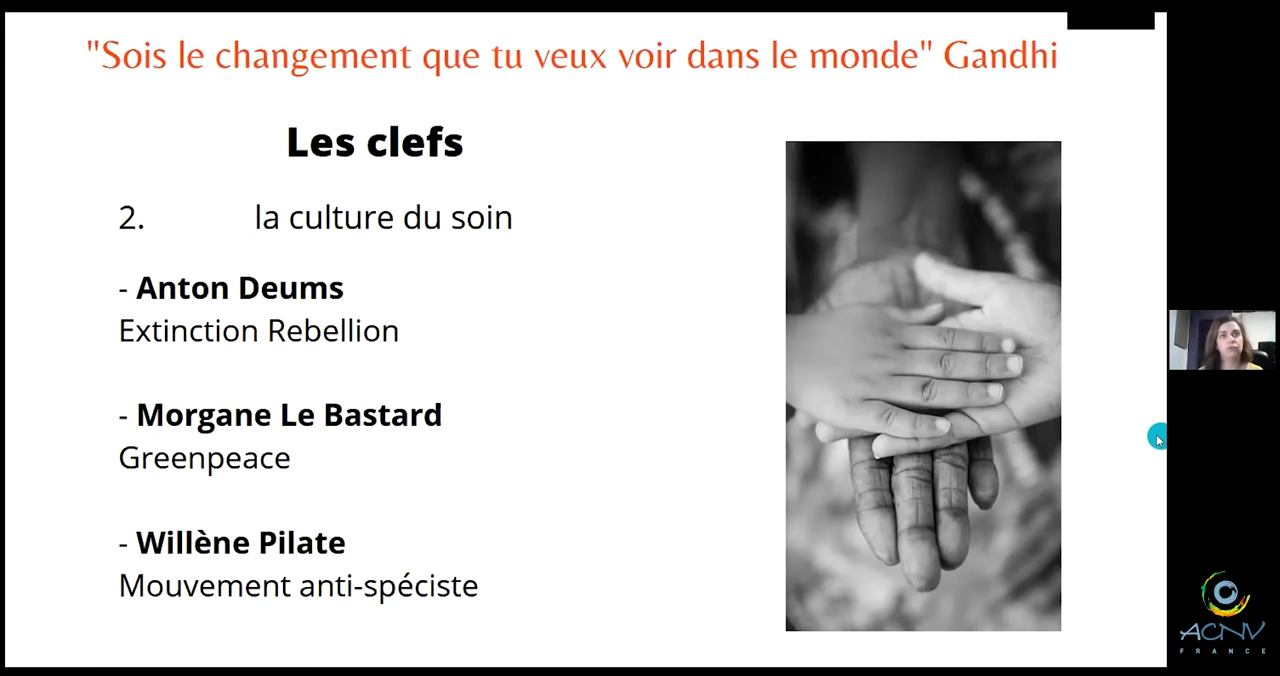 "Sois le changement que tu veux voir dans le monde" Gandhi
Les clefs
2. la culture du soin
- Anton Deums
Extinction Rebellion
- Morgane Le Bastard
Greenpeace
- Willène Pilate
Mouvement anti-spéciste
ACNV
FRANCE